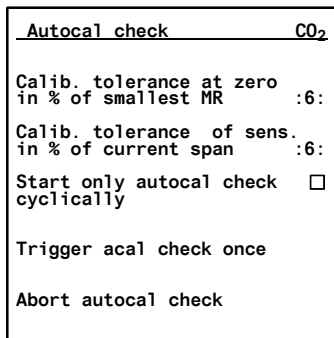 Autocal check CO₂
Calib. tolerance at zero
in % of smallest MR :6:
Calib. tolerance of sens.
in % of current span :6:
Start only autocal check
cyclically
Trigger acal check once
Abort autocal check